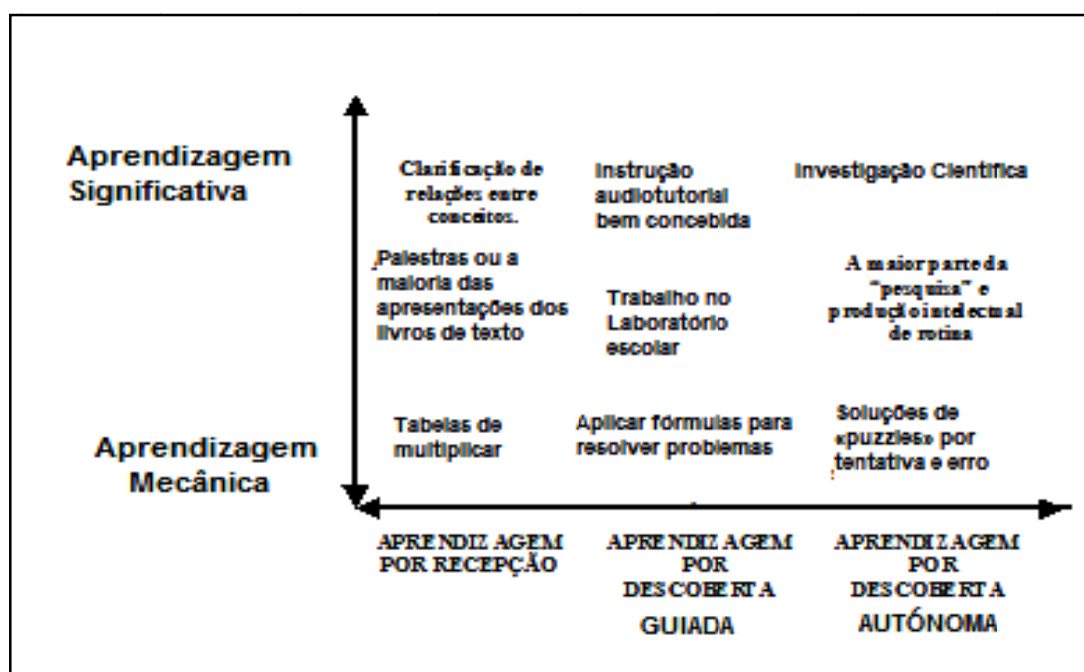 Aprendizagem
Significativa
Clarificação de
relações entre
conceitos.
Instrução
audiotutorial
bem concebida
Investigação Científica
Palestras ou a
maioria das
apresentações dos
livros de texto
Trabalho no
Laboratório
escolar
A maior parte da
"pesquisa" e
produção intelectual
de rotina
Aprendizagem
Mecânica
Tabelas de
multiplicar
Aplicar fórmulas para
resolver problemas
Soluções de
«puzzles» por
tentativa e erro
APRENDIZAGEM
POR RECEPÇÃO
APRENDIZAGEM
POR
DESCOBERTA
GUIADA
APRENDIZAGEM
POR
DESCOBERTA
AUTÓNOMA